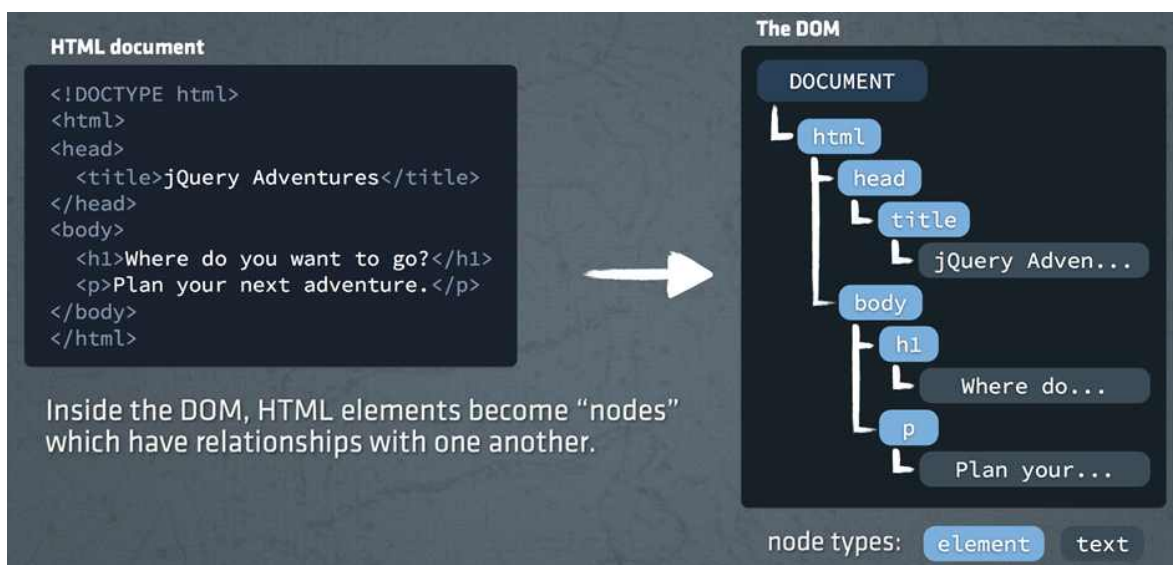 HTML document
<!DOCTYPE html>
<html>
<head>
<title>jQuery Adventures</title>
</head>
<body>
<h1>Where do you want to go?</h1>
<p>Plan your next adventure.</p>
</body>
</html>
Inside the DOM, HTML elements become “nodes”
which have relationships with one another.
The DOM
DOCUMENT
html
head
title
jQuery Adven...
body
h1
Where do...
p
Plan your...
node types: element text